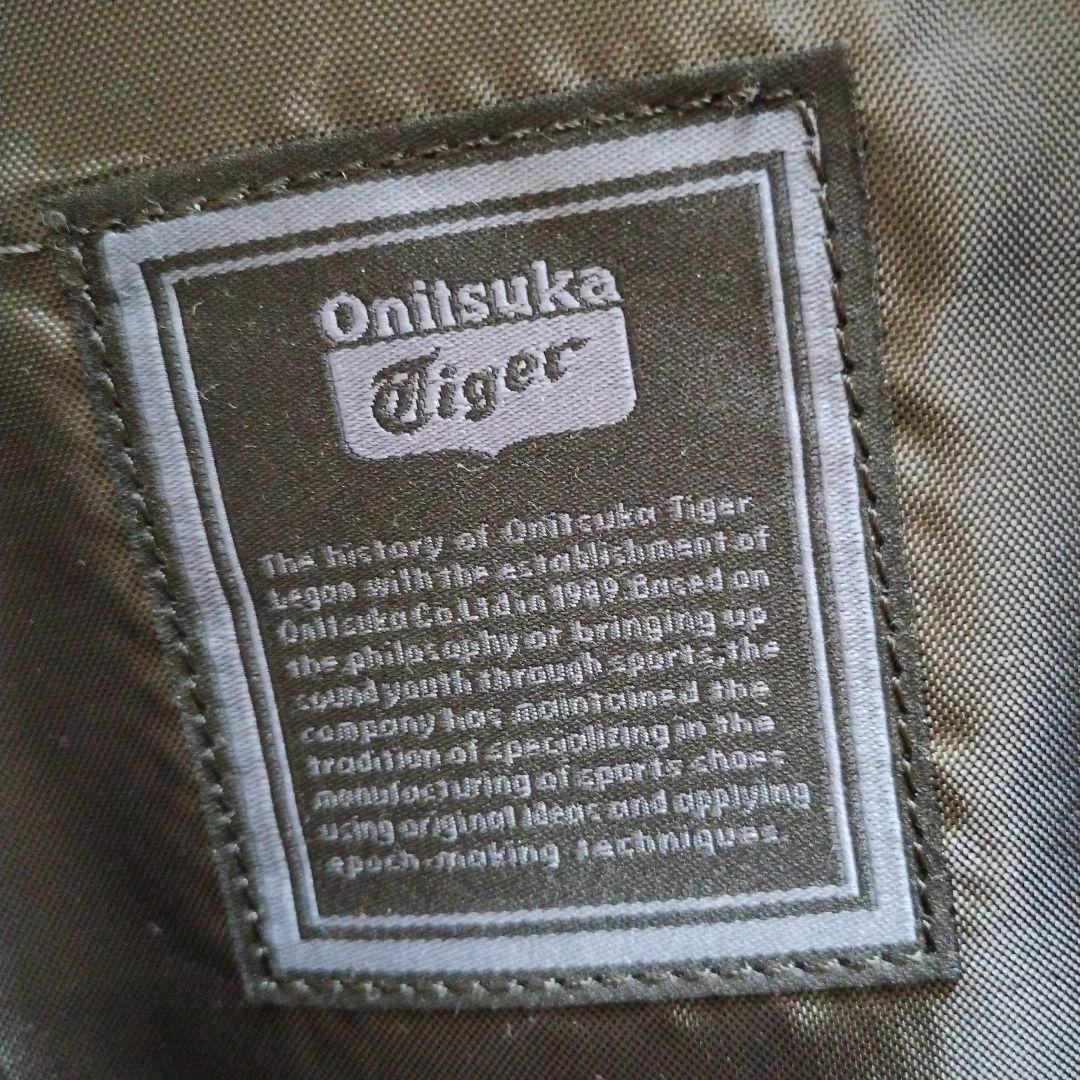 Onitsuka
Tiger
The history of Onitsuka Tiger
began with the establishment of
Onitsuka Co.Ltd in 1949. Based on
the philosophy of bringing up
sound youth through sports, the
company has maintained the
tradition of specializing in the
manufacturing of sports shoes
using original ideas and applying
epoch-making techniques.